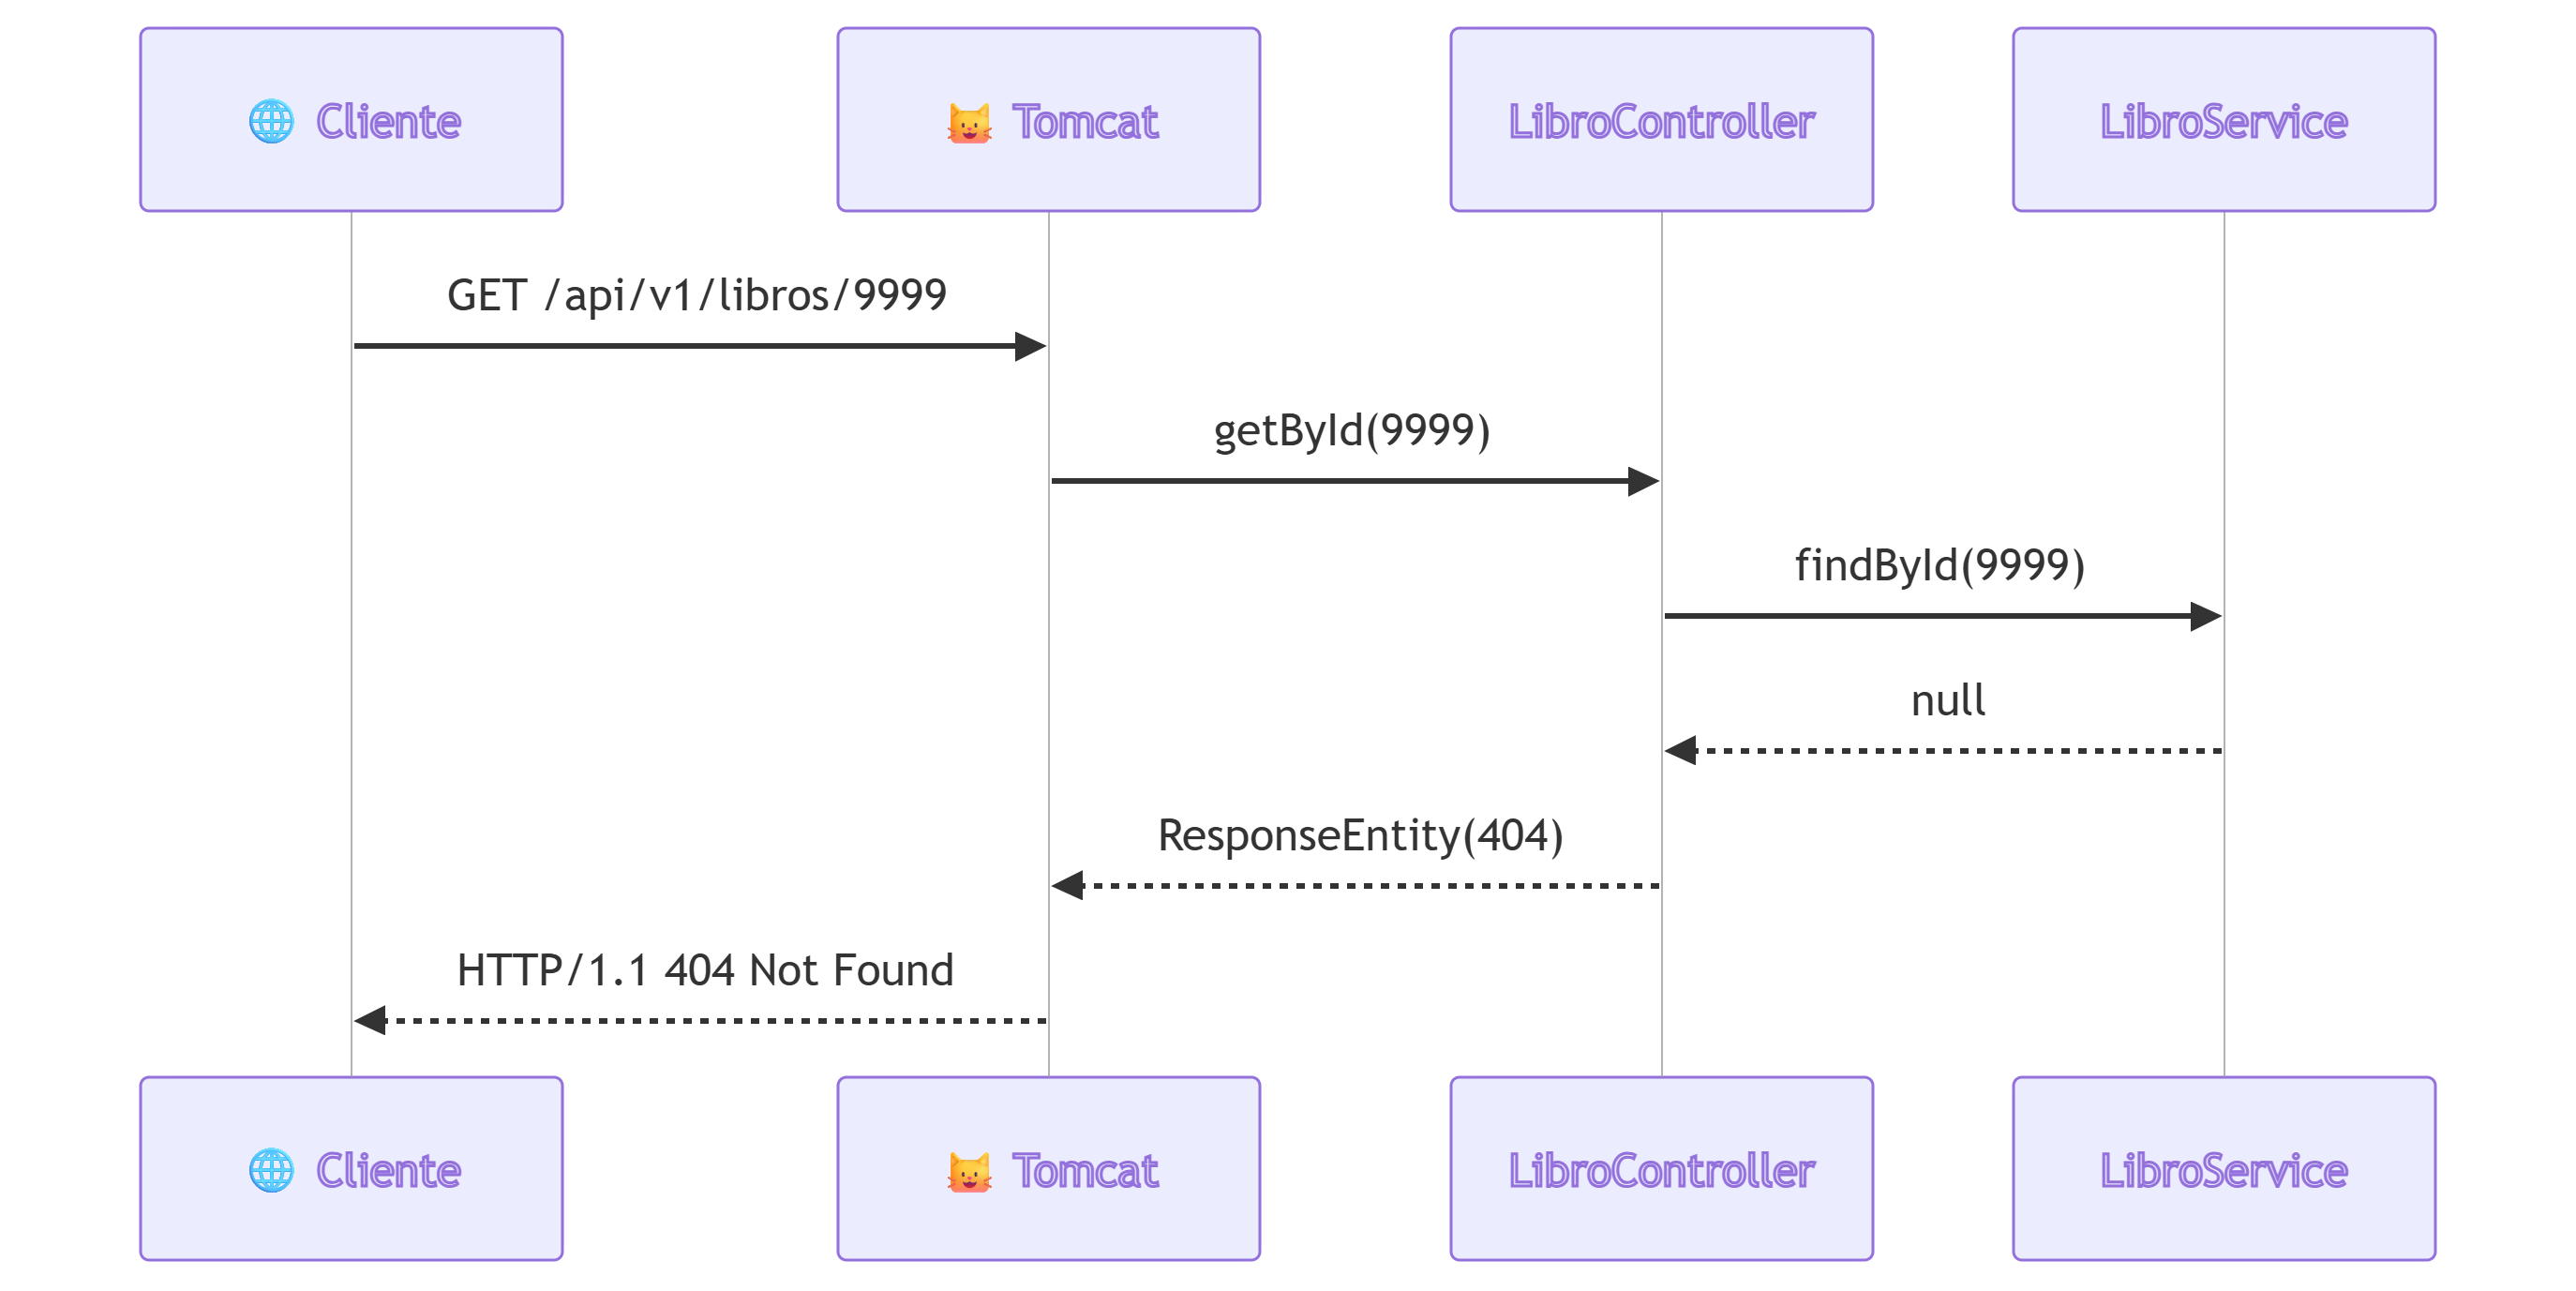 🌐 Cliente
🐱 Tomcat
LibroController
LibroService
GET /api/v1/libros/9999
getById(9999)
findById(9999)
null
ResponseEntity(404)
HTTP/1.1 404 Not Found
🌐 Cliente
🐱 Tomcat
LibroController
LibroService